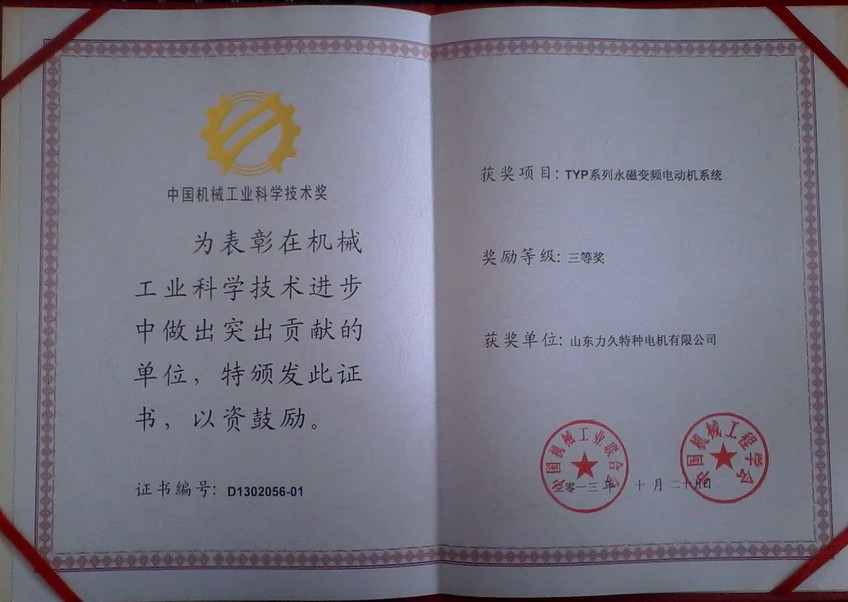 中国机械工业科学技术奖
为表彰在机械
工业科学技术进步
中做出突出贡献的
单位，特颁发此证
书，以资鼓励。
证书编号：D1302056-01
获奖项目：TYP系列永磁变频电动机系统
奖励等级：三等奖
获奖单位：山东力久特种电机有限公司
中国机械工业联合会
中国机械工程学会
二零一三年 十月二十八日